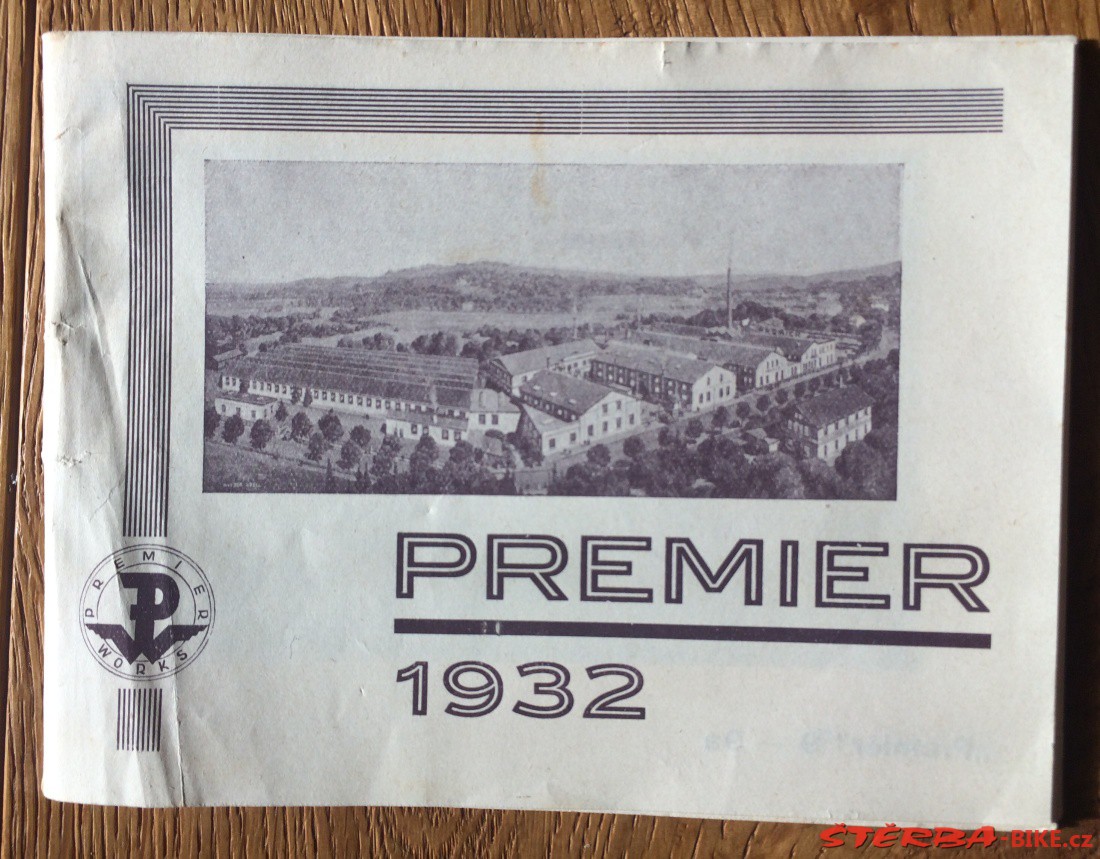 PREMIER
WORKS
PREMIER
1932
ŠTĚRBA-BIKE.CZ